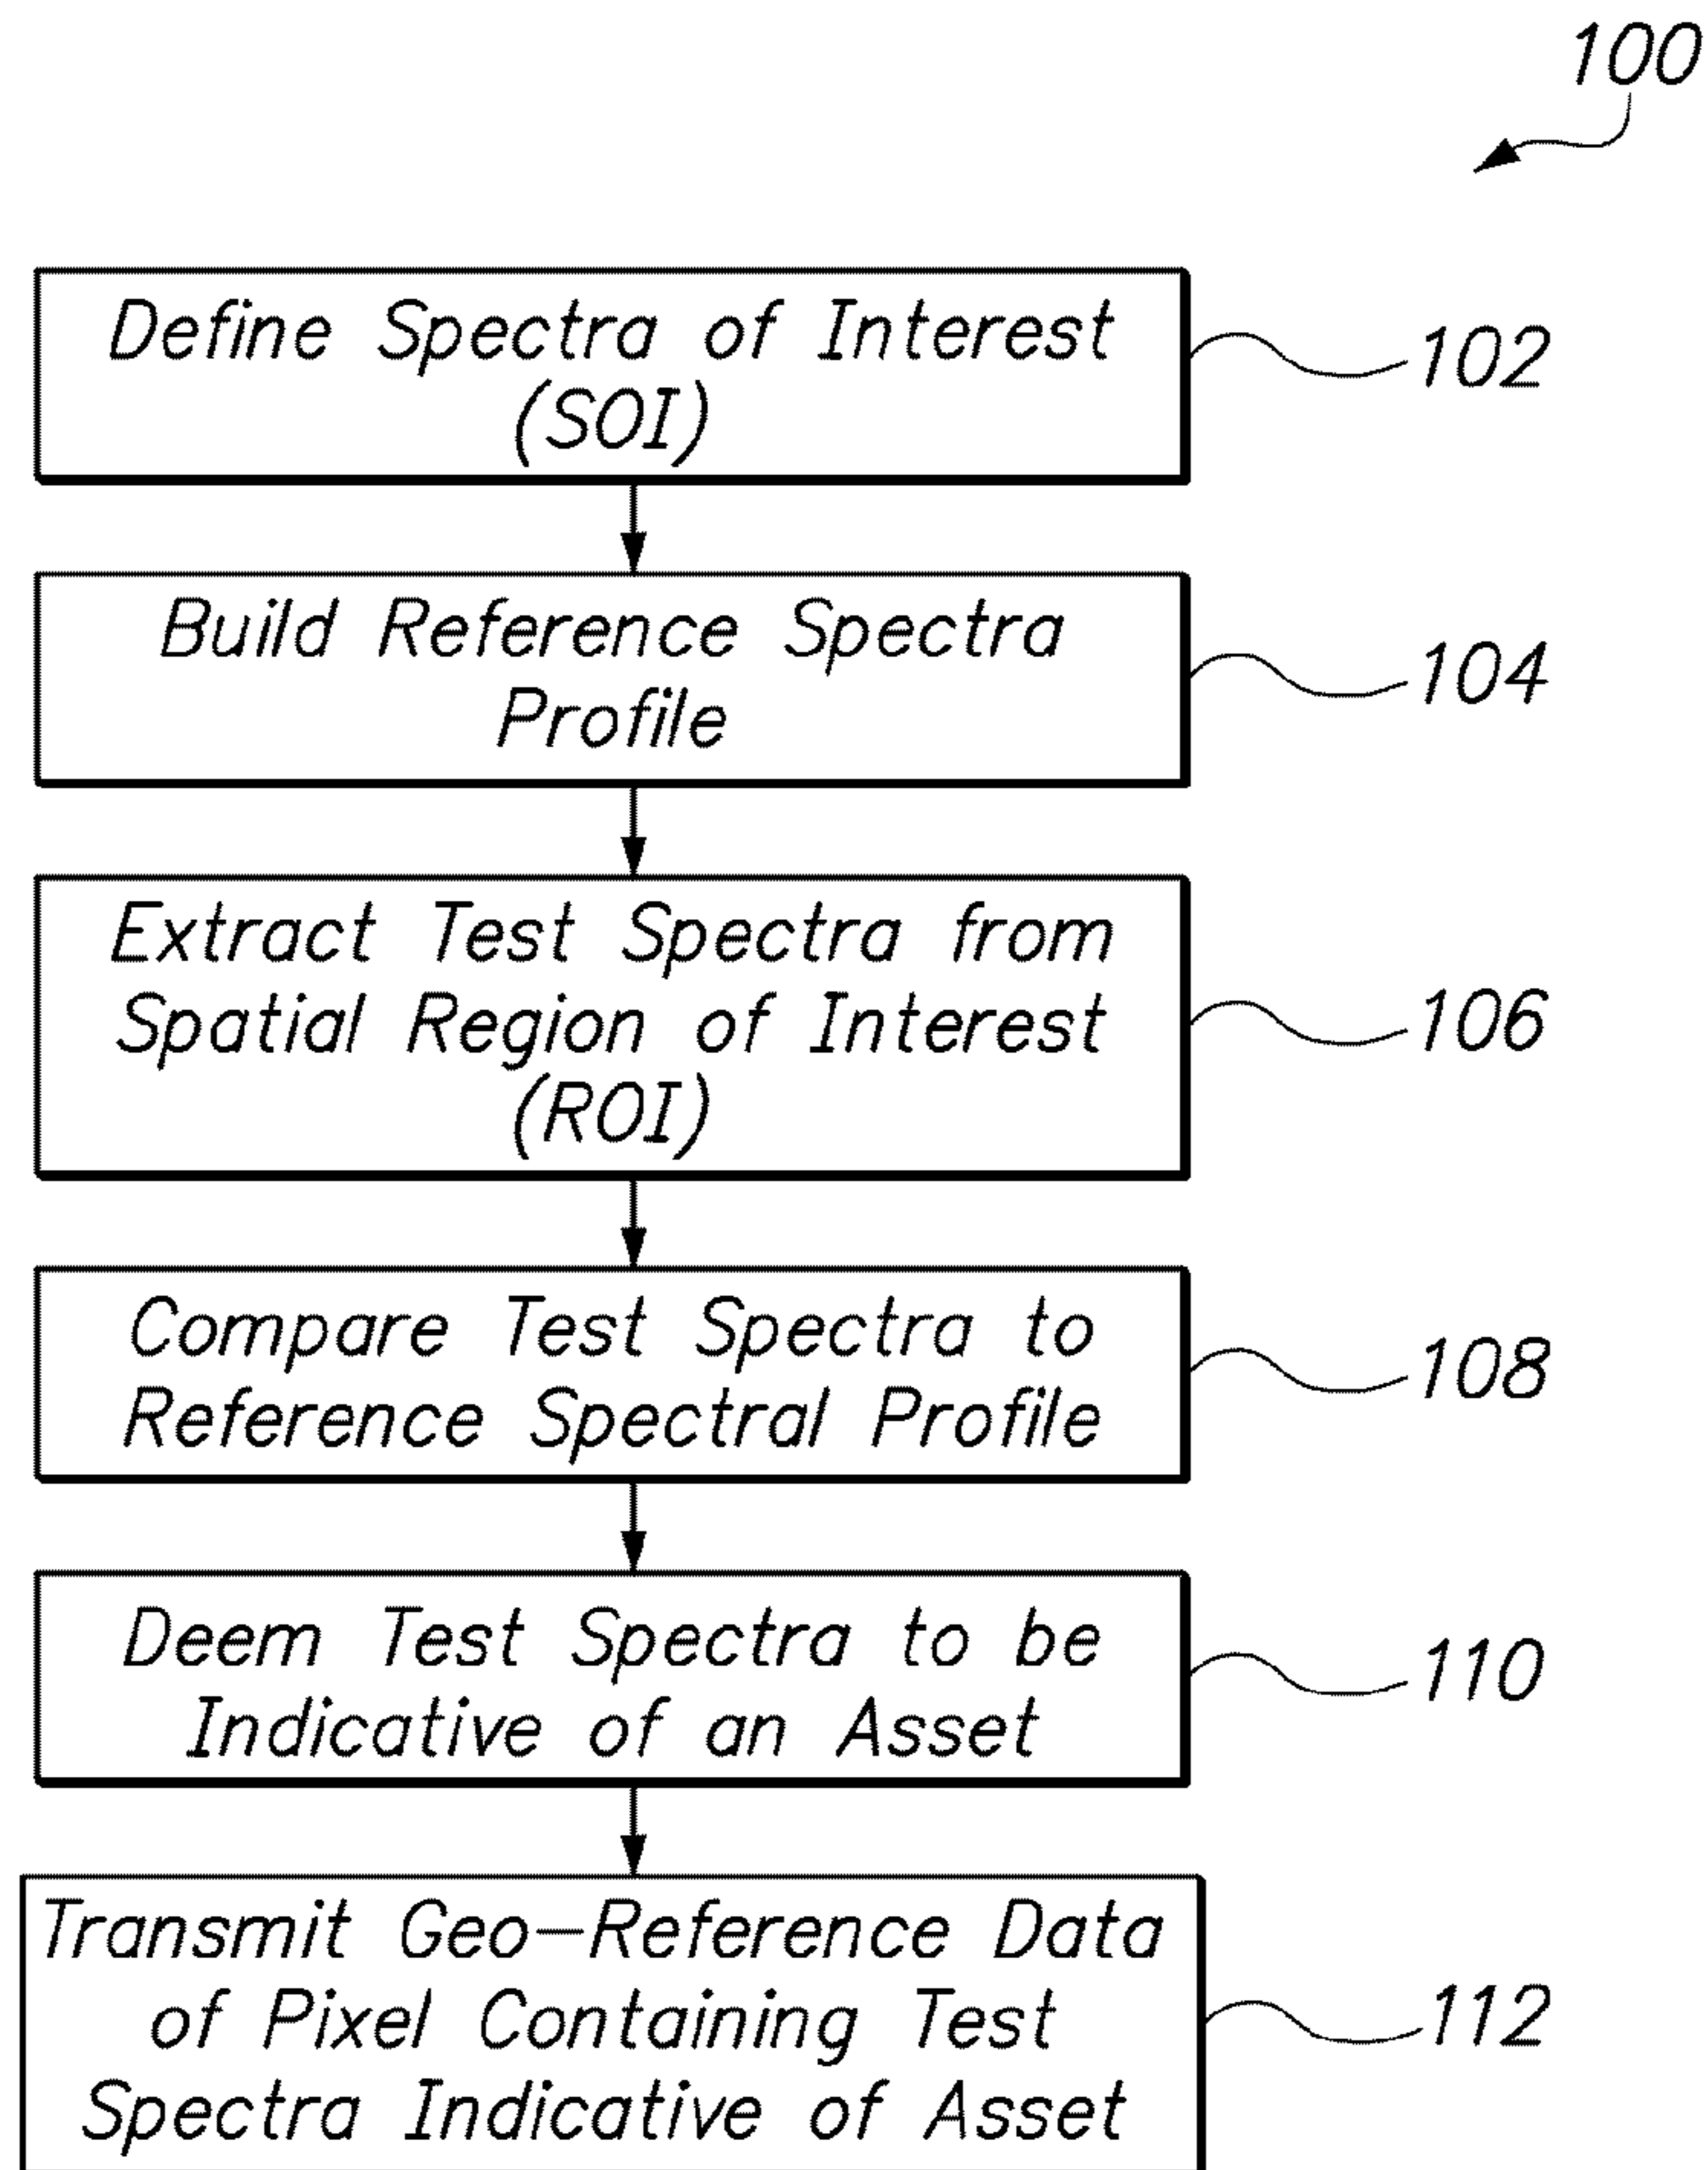 100
Define Spectra of Interest
(SOI)
102
Build Reference Spectra
Profile
104
Extract Test Spectra from
Spatial Region of Interest
(ROI)
106
Compare Test Spectra to
Reference Spectral Profile
108
Deem Test Spectra to be
Indicative of an Asset
110
Transmit Geo-Reference Data
of Pixel Containing Test
Spectra Indicative of Asset
112